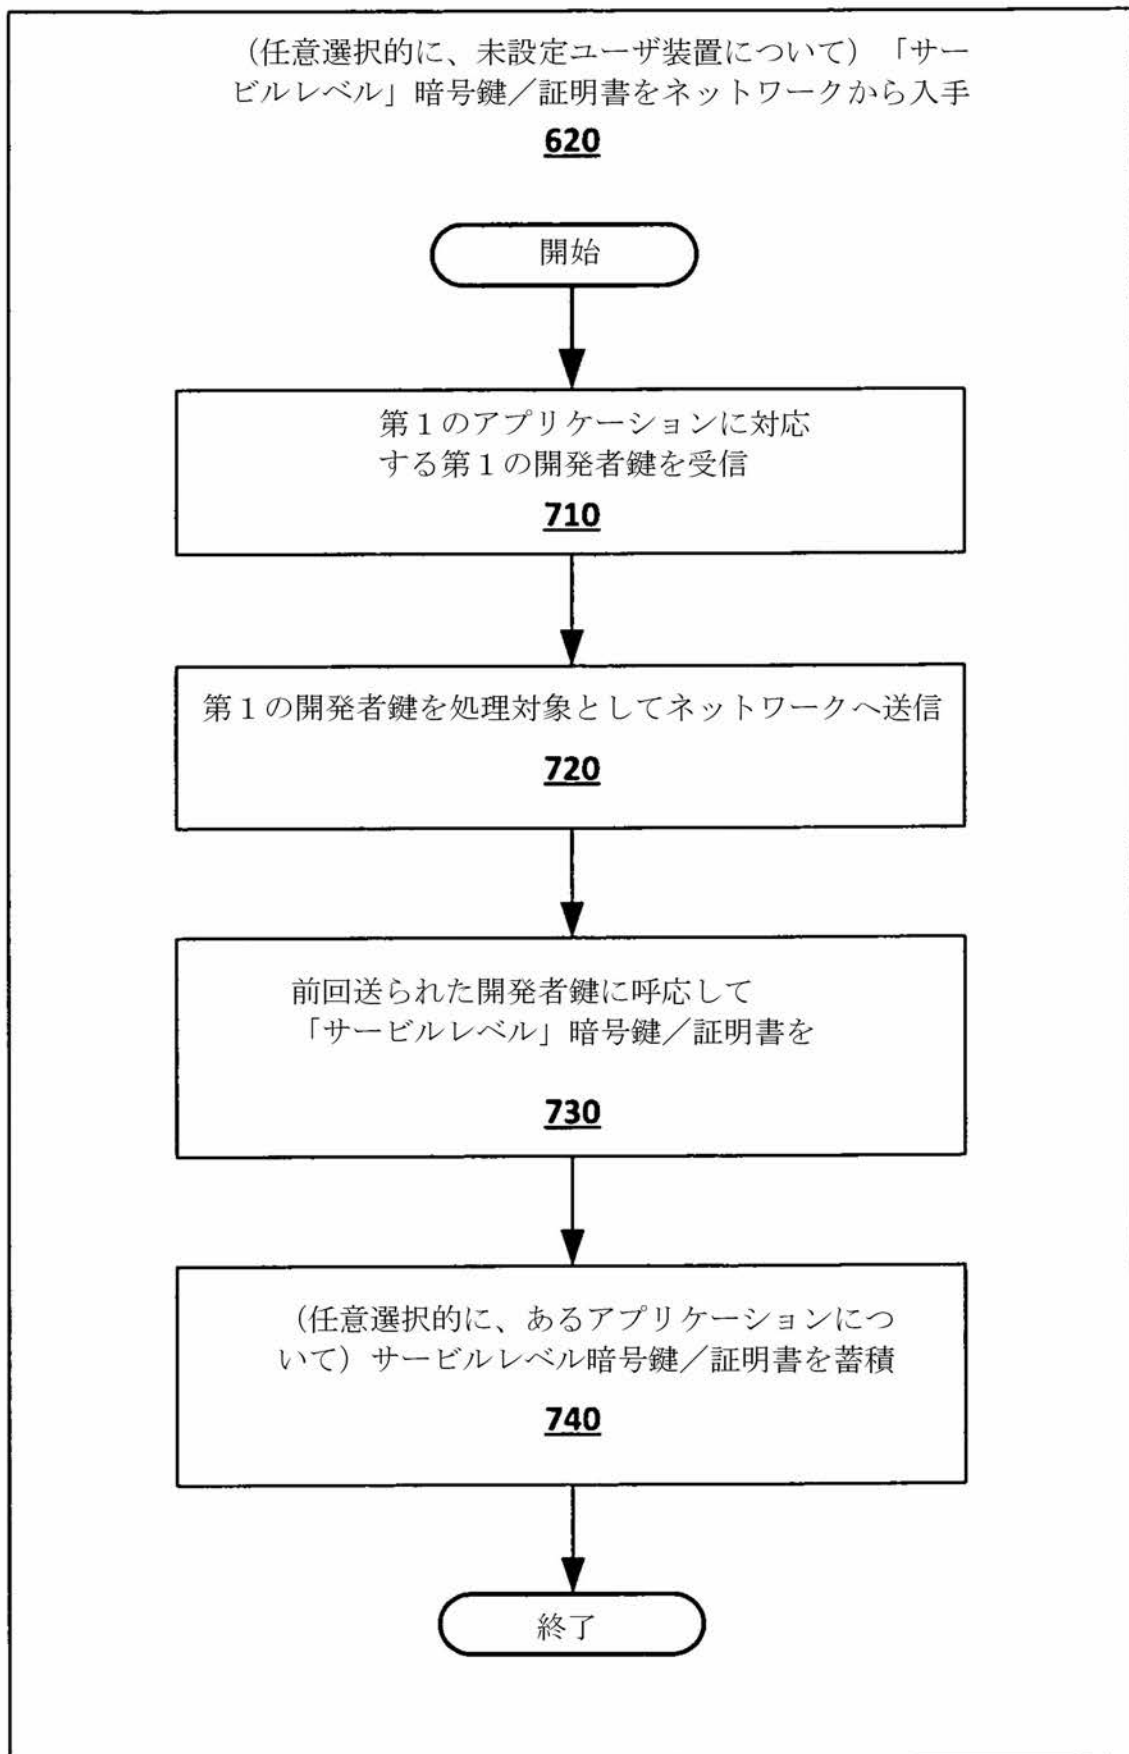 （任意選択的に、未設定ユーザ装置について）「サー
ビルレベル」暗号鍵／証明書をネットワークから入手
620
開始
第１のアプリケーションに対応
する第１の開発者鍵を受信
710
第１の開発者鍵を処理対象としてネットワークへ送信
720
前回送られた開発者鍵に呼応して
「サービルレベル」暗号鍵／証明書を
730
（任意選択的に、あるアプリケーションにつ
いて）サービルレベル暗号鍵／証明書を蓄積
740
終了